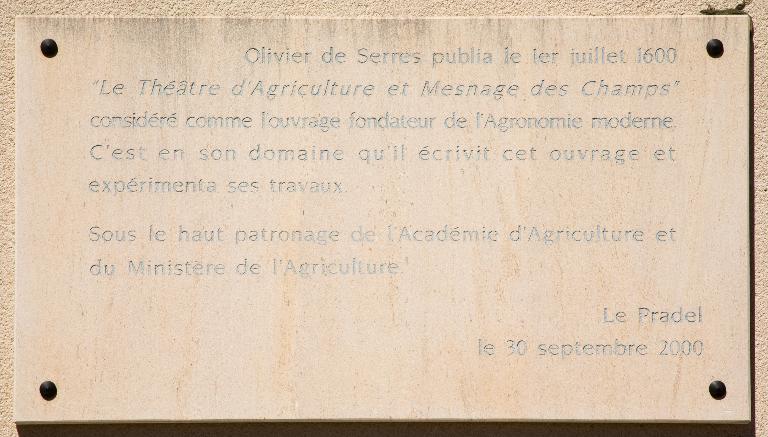 Olivier de Serres publia le 1er juillet 1600
"Le Théâtre d'Agriculture et Mesnage des Champs"
considéré comme l'ouvrage fondateur de l'Agronomie moderne.
C'est en son domaine qu'il écrivit cet ouvrage et
expérimenta ses travaux.
Sous le haut patronage de l'Académie d'Agriculture et
du Ministère de l'Agriculture.
Le Pradel
le 30 septembre 2000